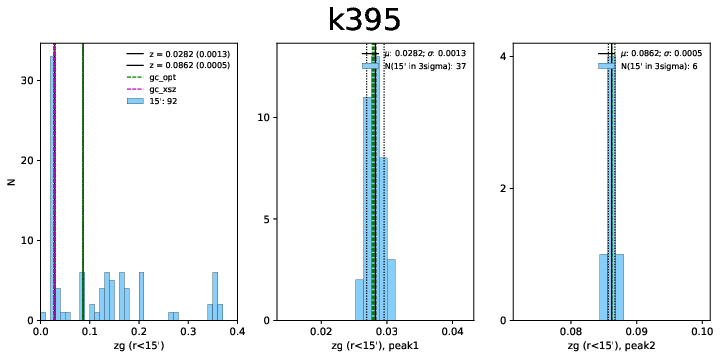 k395
z = 0.0282 (0.0013)
z = 0.0862 (0.0005)
gc_opt
gc_xsz
15': 92
N
30
20
10
0
0.0 0.1 0.2 0.3 0.4
zg (r<15')
μ: 0.0282; σ: 0.0013
N(15' in 3sigma): 37
10
5
0
0.02 0.03 0.04
zg (r<15'), peak1
μ: 0.0862; σ: 0.0005
N(15' in 3sigma): 6
4
2
0
0.08 0.09 0.10
zg (r<15'), peak2